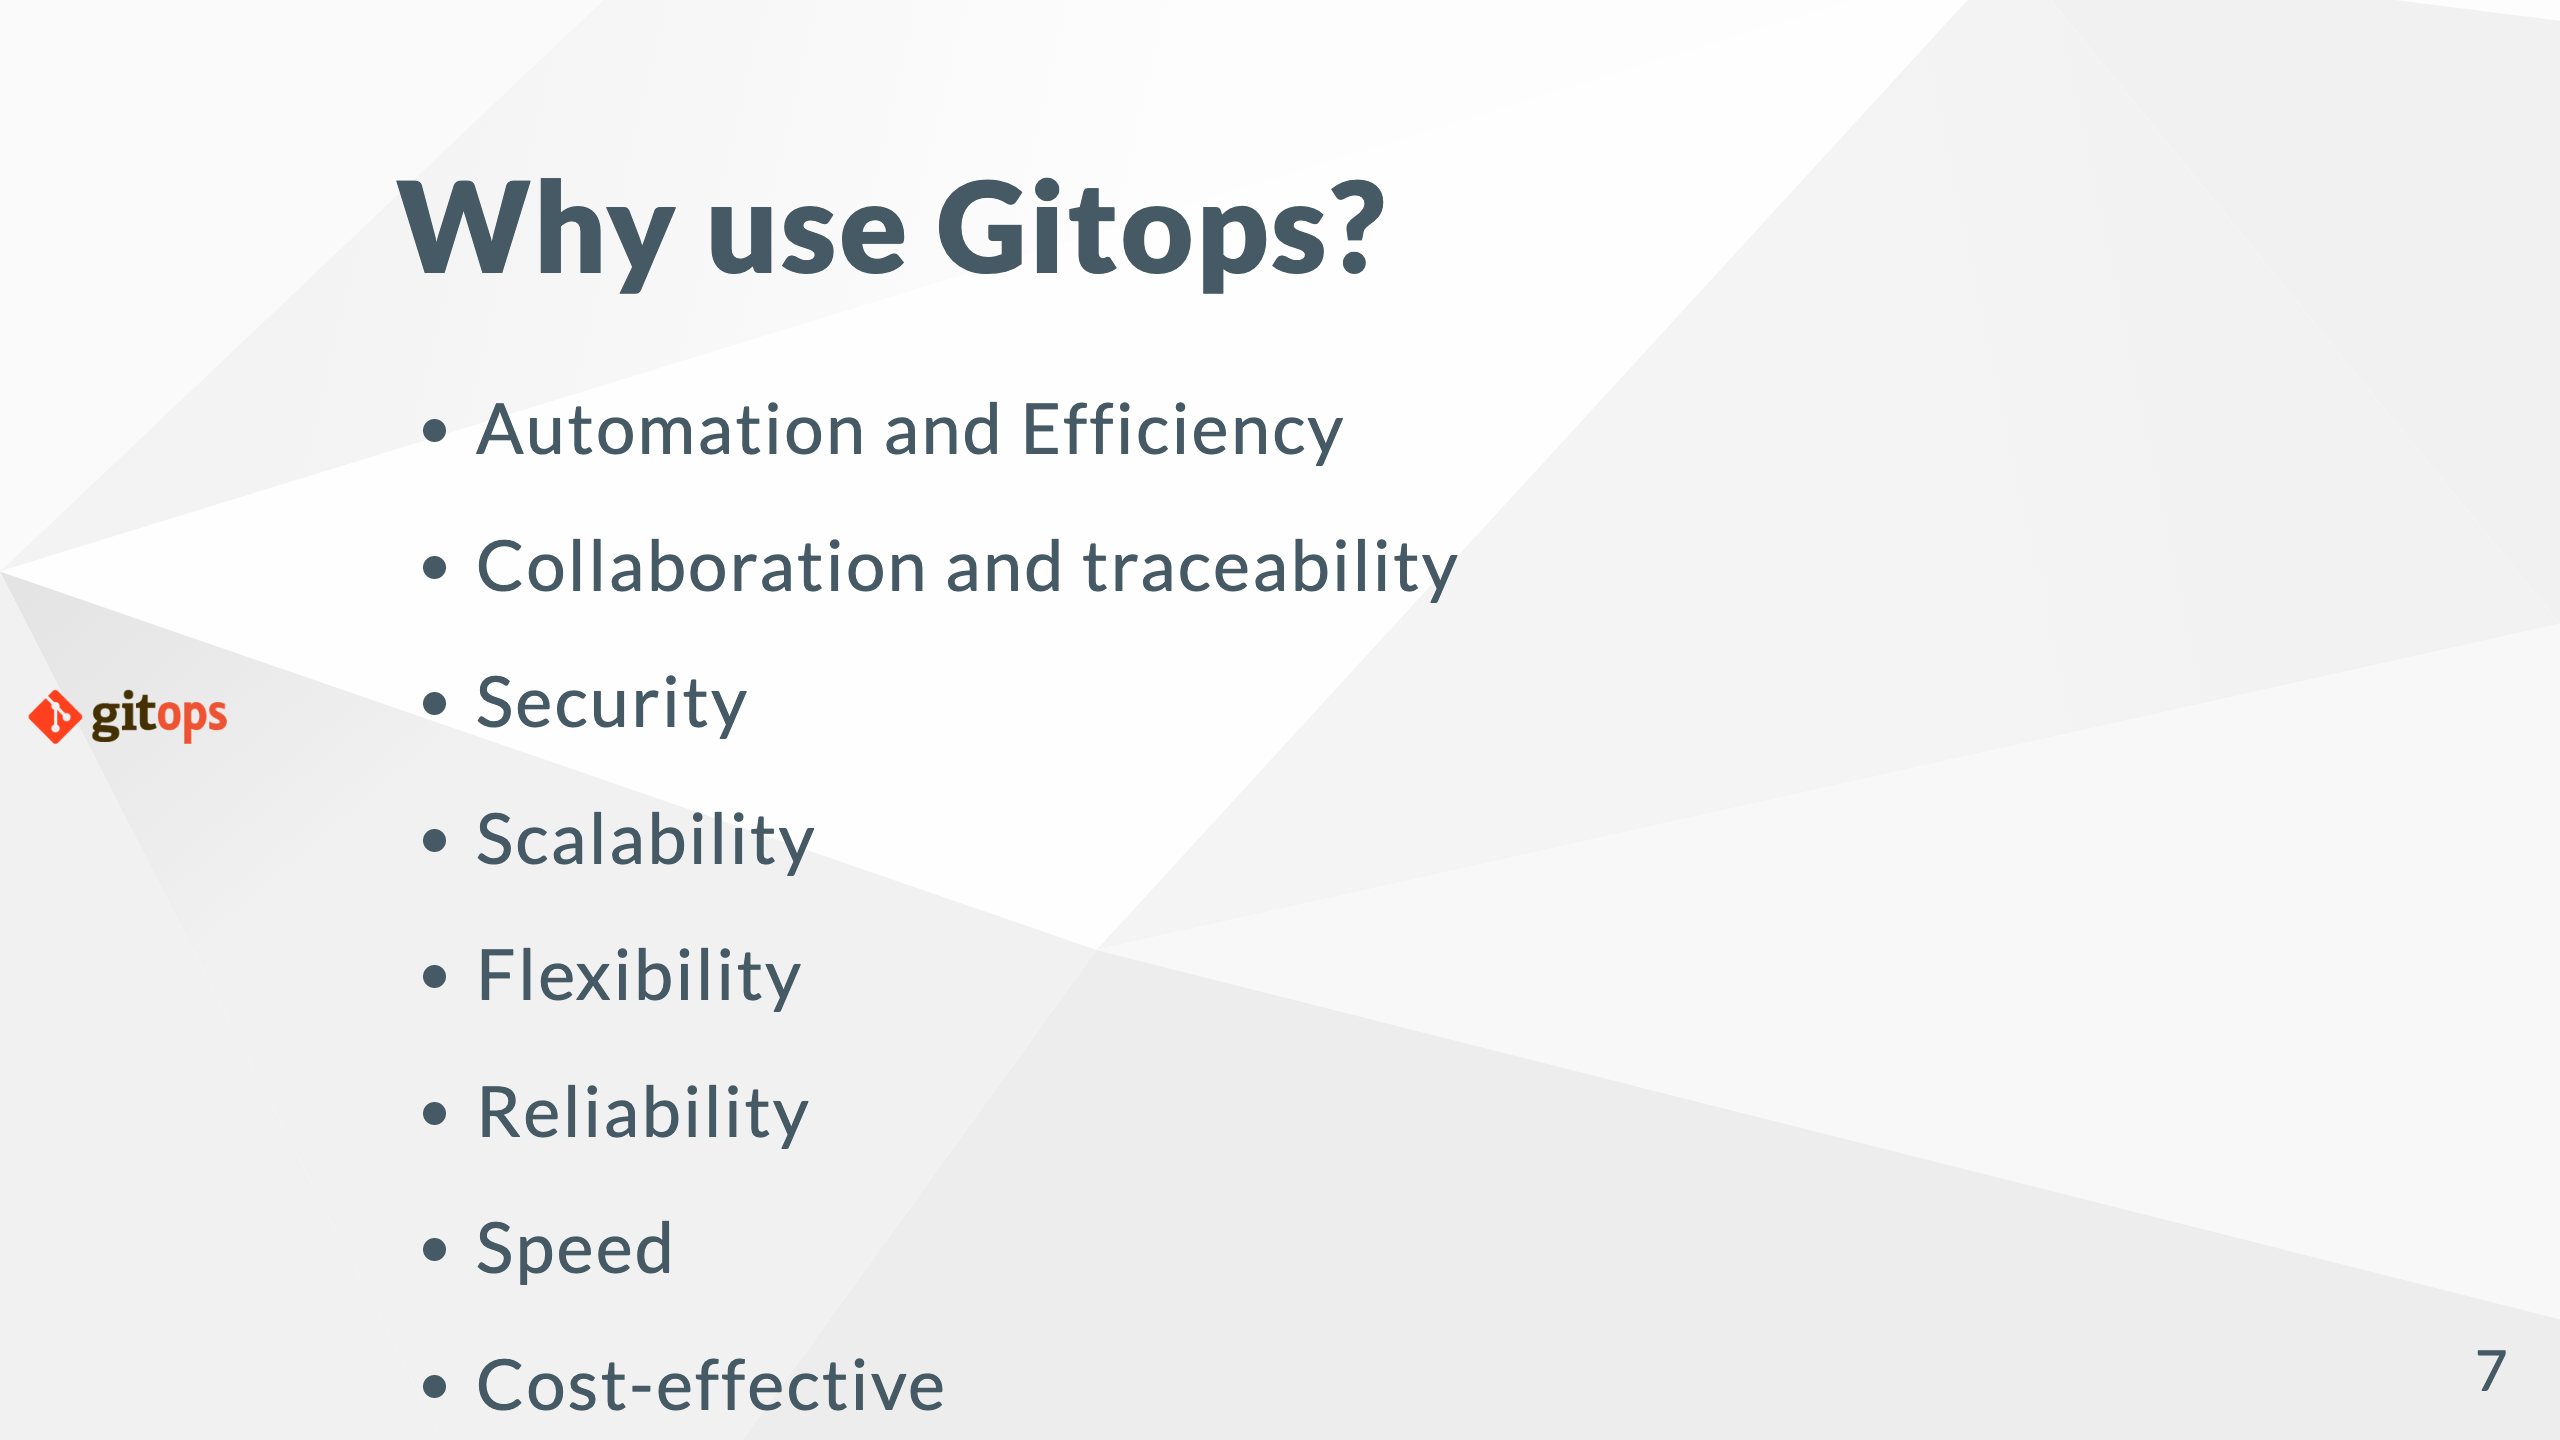 Why use Gitops?
• Automation and Efficiency
• Collaboration and traceability
• Security
gitops
• Scalability
• Flexibility
• Reliability
• Speed
• Cost-effective
7